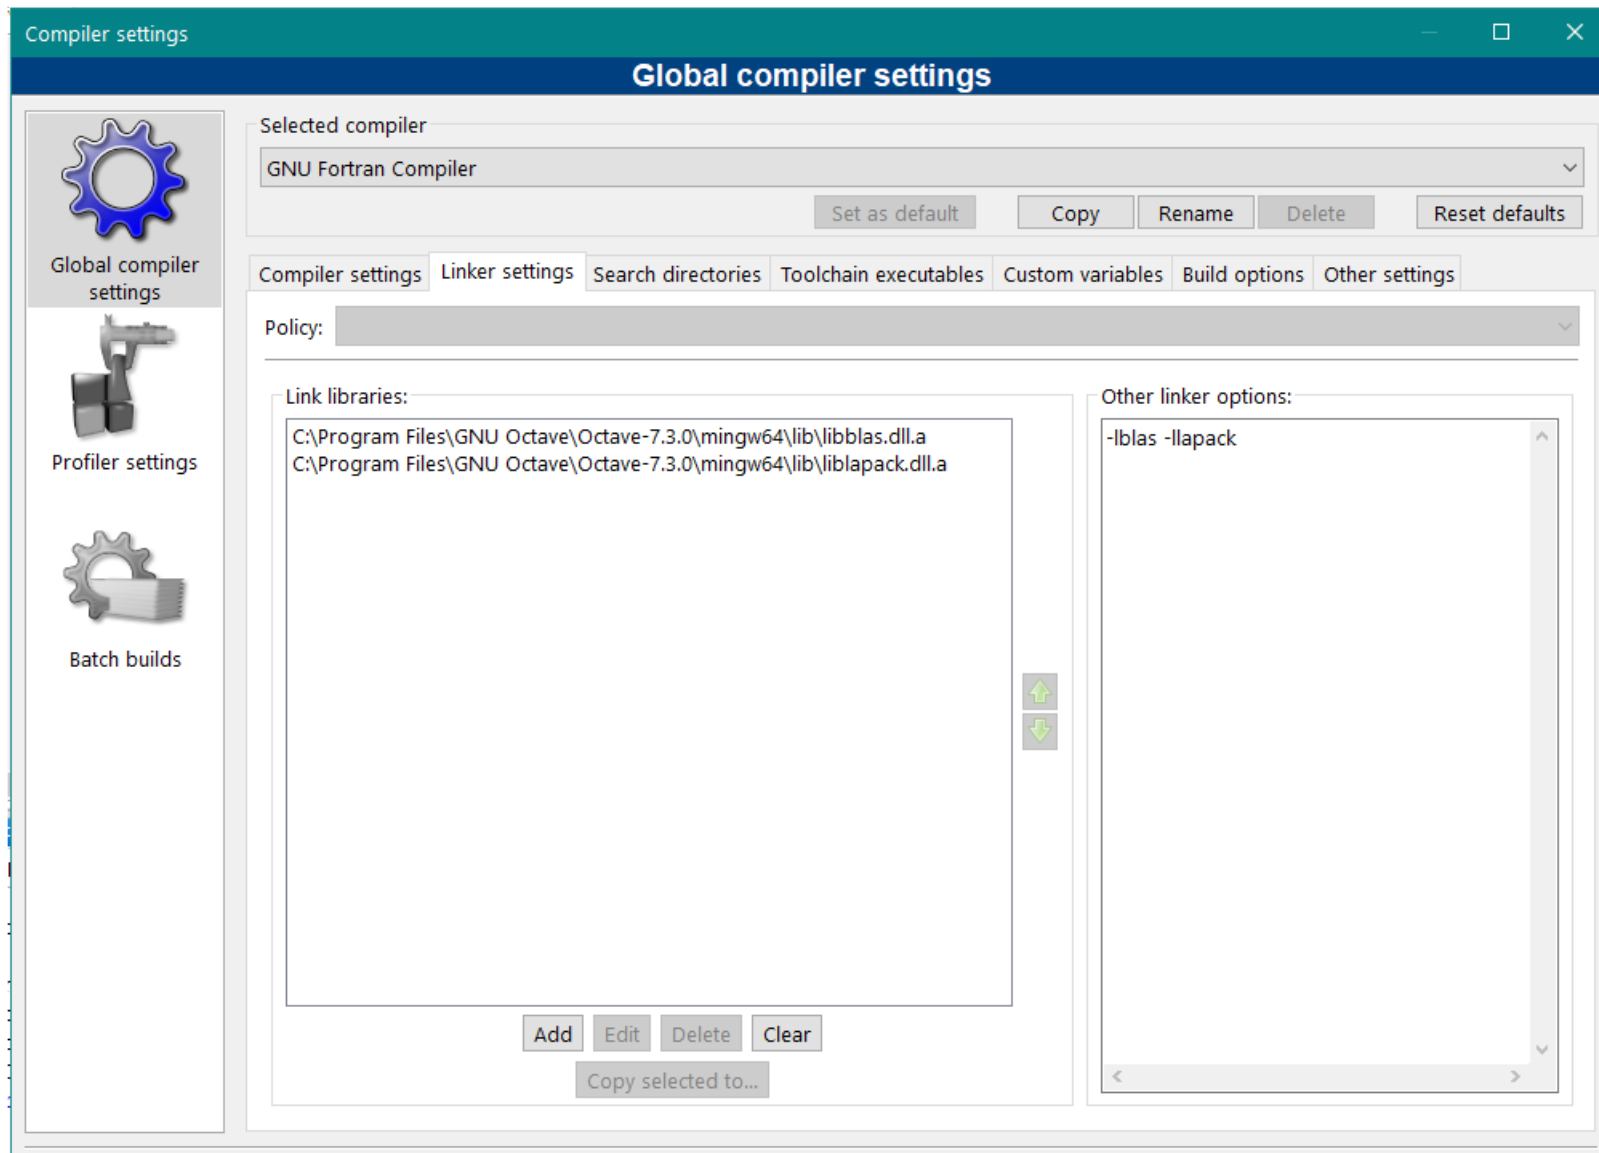 Compiler settings
Global compiler settings
Global compiler
settings
Profiler settings
Batch builds
Selected compiler
GNU Fortran Compiler
Set as default Copy Rename Delete Reset defaults
Compiler settings Linker settings Search directories Toolchain executables Custom variables Build options Other settings
Policy:
Link libraries:
C:\Program Files\GNU Octave\Octave-7.3.0\mingw64\lib\libblas.dll.a
C:\Program Files\GNU Octave\Octave-7.3.0\mingw64\lib\liblapack.dll.a
Add Edit Delete Clear
Copy selected to...
Other linker options:
-lblas -llapack